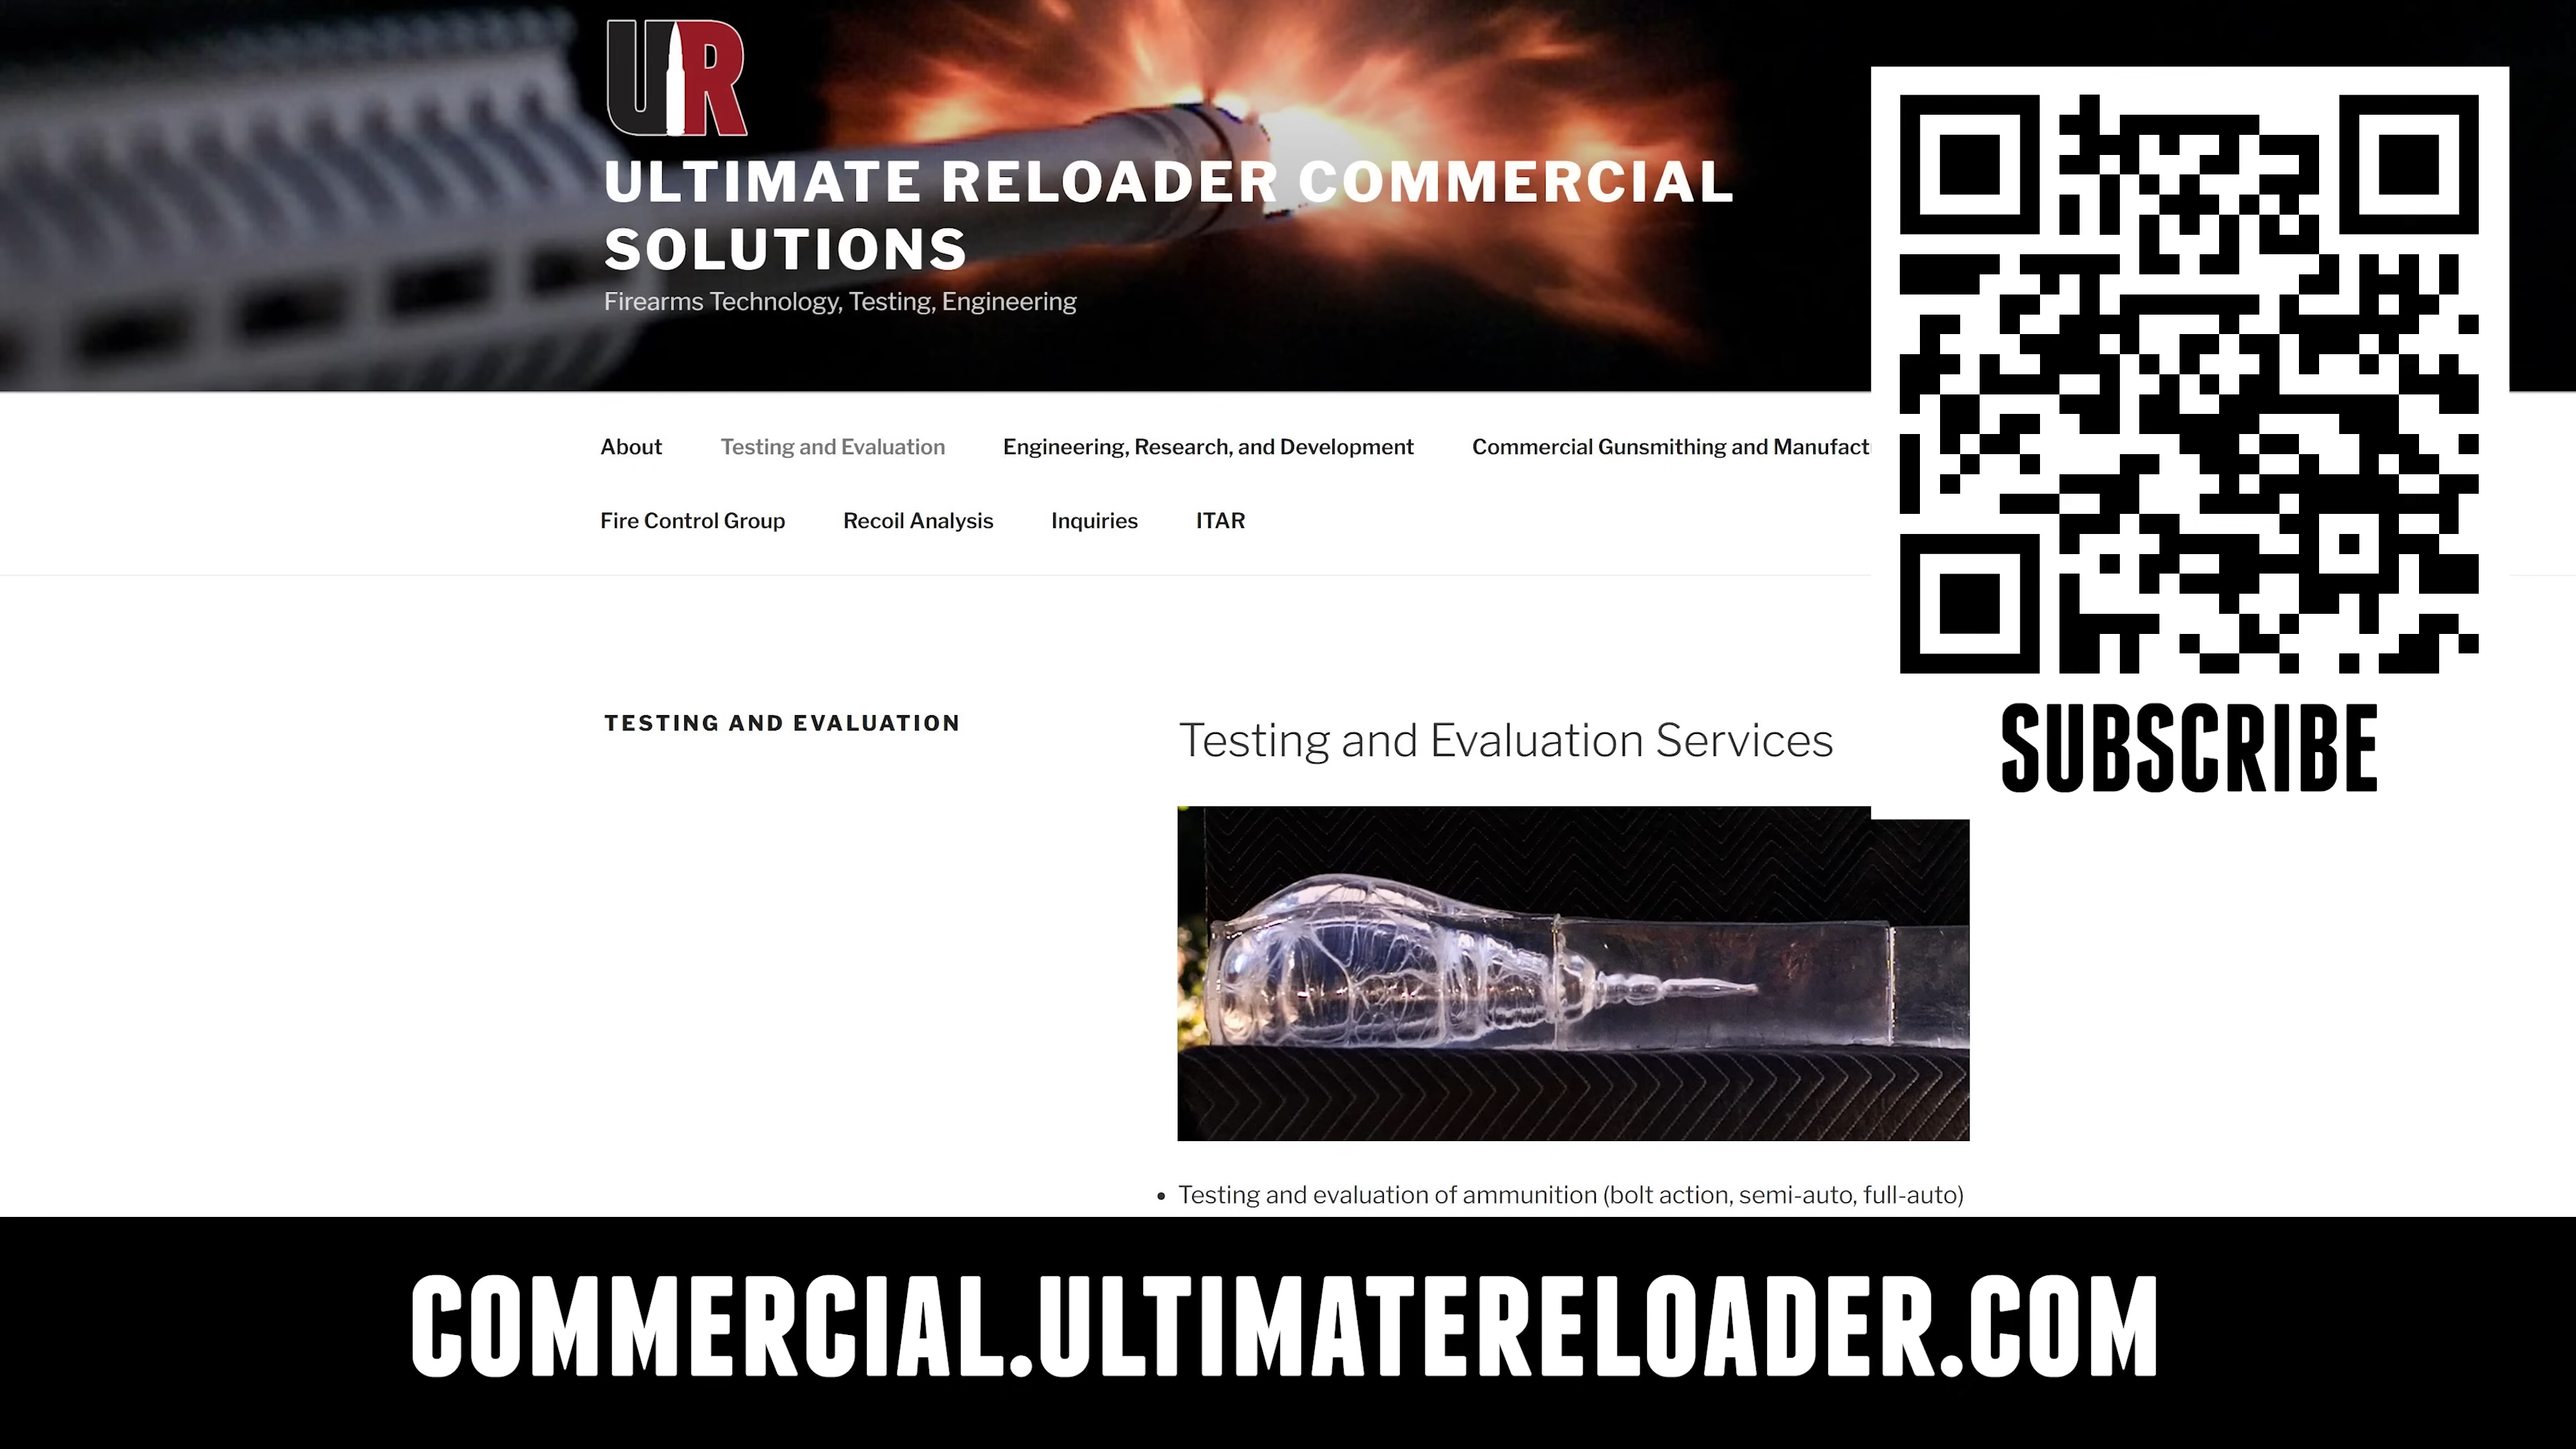 UR
ULTIMATE RELOADER COMMERCIAL
SOLUTIONS
Firearms Technology, Testing, Engineering
About Testing and Evaluation Engineering, Research, and Development Commercial Gunsmithing and Manufact
Fire Control Group Recoil Analysis Inquiries ITAR
SUBSCRIBE
TESTING AND EVALUATION
Testing and Evaluation Services
• Testing and evaluation of ammunition (bolt action, semi-auto, full-auto)
COMMERCIAL.ULTIMATERELOADER.COM